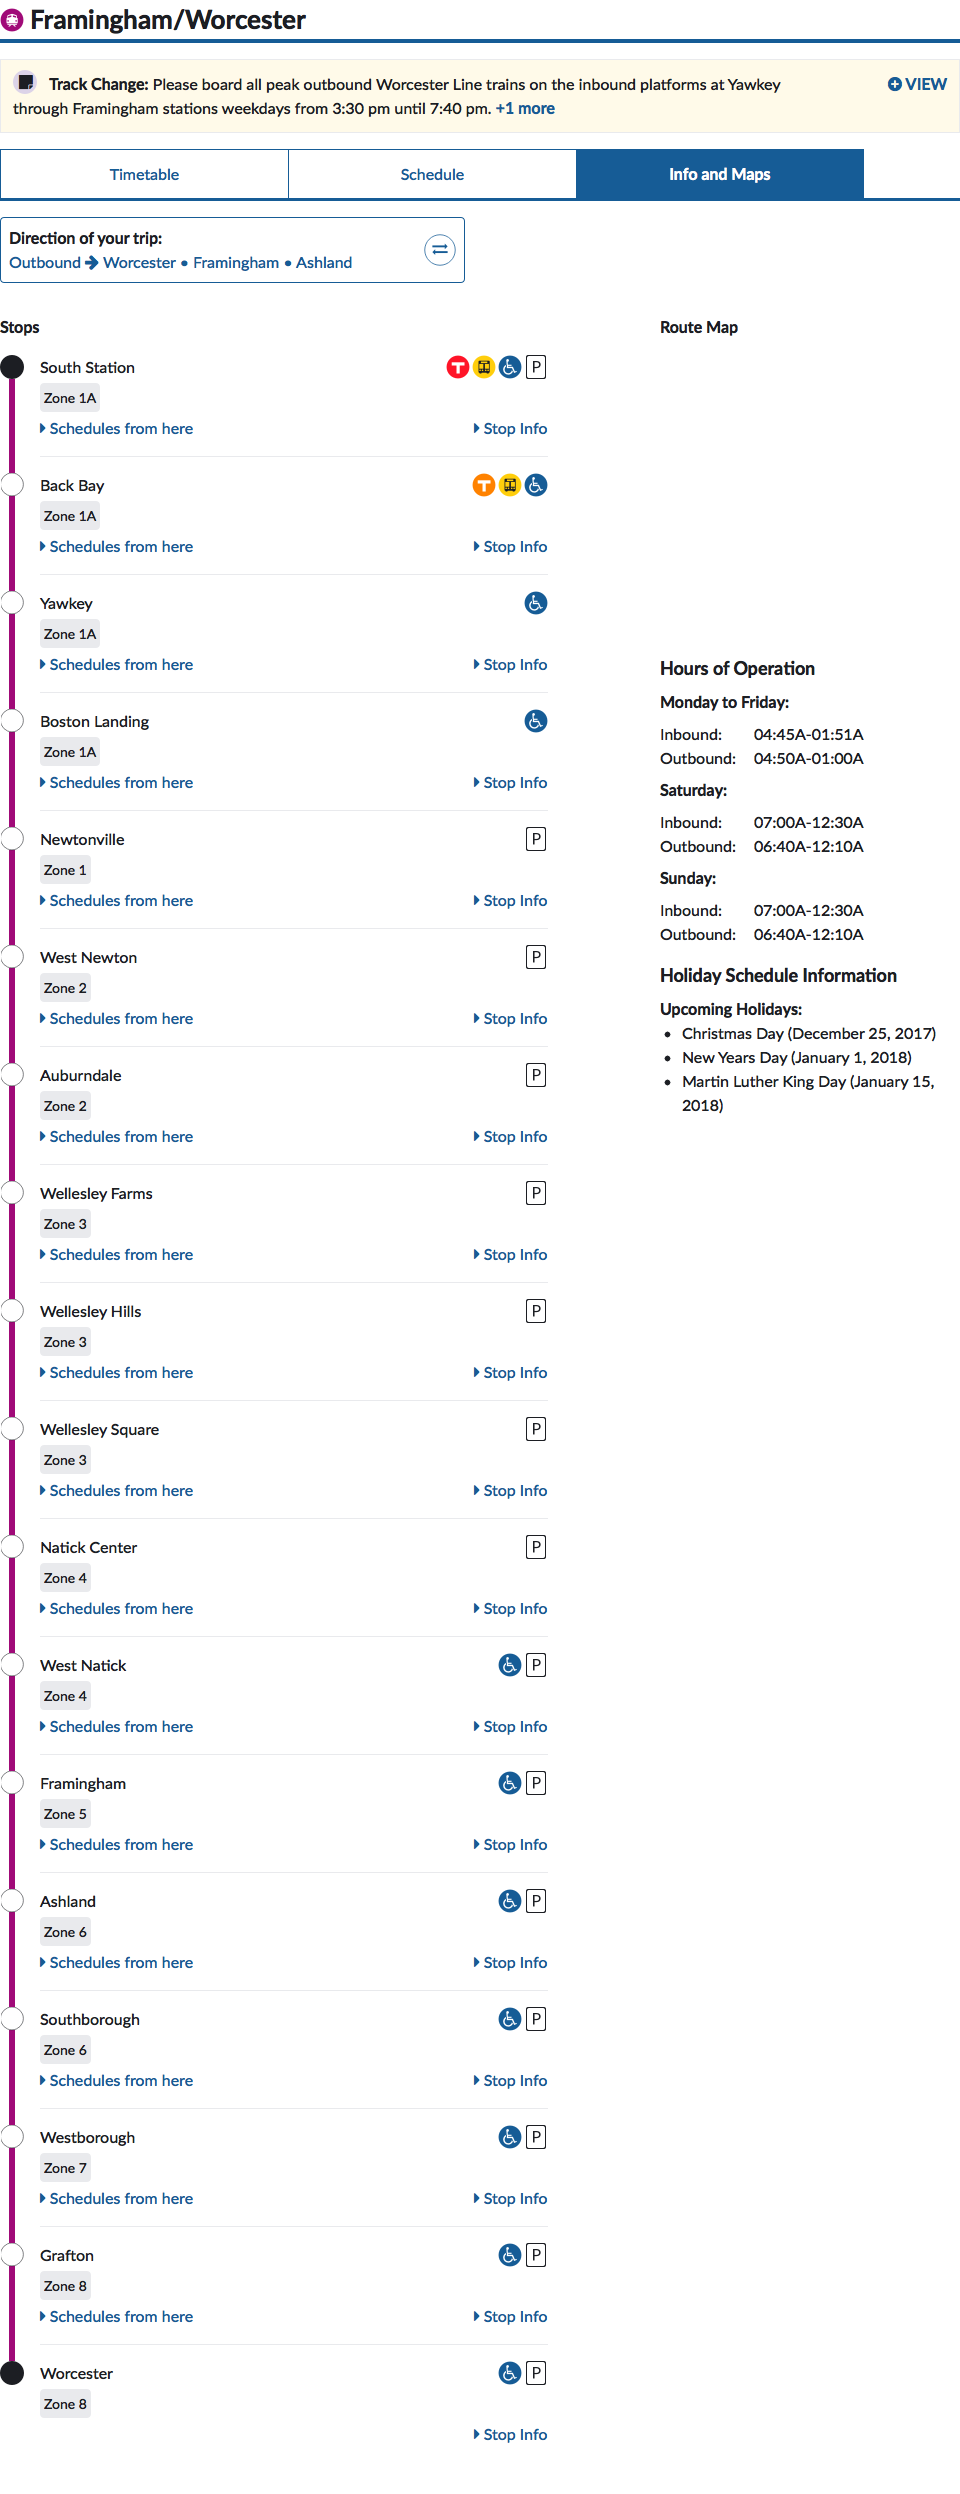 Framingham/Worcester
Track Change: Please board all peak outbound Worcester Line trains on the inbound platforms at Yawkey
through Framingham stations weekdays from 3:30 pm until 7:40 pm. +1 more
VIEW
Timetable
Schedule
Info and Maps
Direction of your trip:
Outbound → Worcester • Framingham • Ashland
Stops
South Station
T P
Zone 1A
Schedules from here
Stop Info
Back Bay
T
Zone 1A
Schedules from here
Stop Info
Yawkey
Zone 1A
Schedules from here
Stop Info
Boston Landing
Zone 1A
Schedules from here
Stop Info
Newtonville
P
Zone 1
Schedules from here
Stop Info
West Newton
P
Zone 2
Schedules from here
Stop Info
Auburndale
P
Zone 2
Schedules from here
Stop Info
Wellesley Farms
P
Zone 3
Schedules from here
Stop Info
Wellesley Hills
P
Zone 3
Schedules from here
Stop Info
Wellesley Square
P
Zone 3
Schedules from here
Stop Info
Natick Center
P
Zone 4
Schedules from here
Stop Info
West Natick
P
Zone 4
Schedules from here
Stop Info
Framingham
P
Zone 5
Schedules from here
Stop Info
Ashland
P
Zone 6
Schedules from here
Stop Info
Southborough
P
Zone 6
Schedules from here
Stop Info
Westborough
P
Zone 7
Schedules from here
Stop Info
Grafton
P
Zone 8
Schedules from here
Stop Info
Worcester
P
Zone 8
Stop Info
Route Map
Hours of Operation
Monday to Friday:
Inbound: 04:45A-01:51A
Outbound: 04:50A-01:00A
Saturday:
Inbound: 07:00A-12:30A
Outbound: 06:40A-12:10A
Sunday:
Inbound: 07:00A-12:30A
Outbound: 06:40A-12:10A
Holiday Schedule Information
Upcoming Holidays:
• Christmas Day (December 25, 2017)
• New Years Day (January 1, 2018)
• Martin Luther King Day (January 15,
2018)